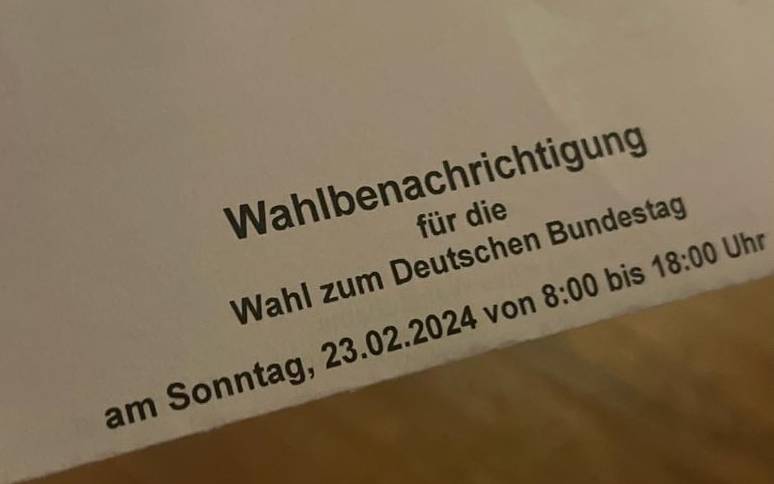 Wahlbenachrichtigung
für die
Wahl zum Deutschen Bundestag
am Sonntag, 23.02.2024 von 8:00 bis 18:00 Uhr